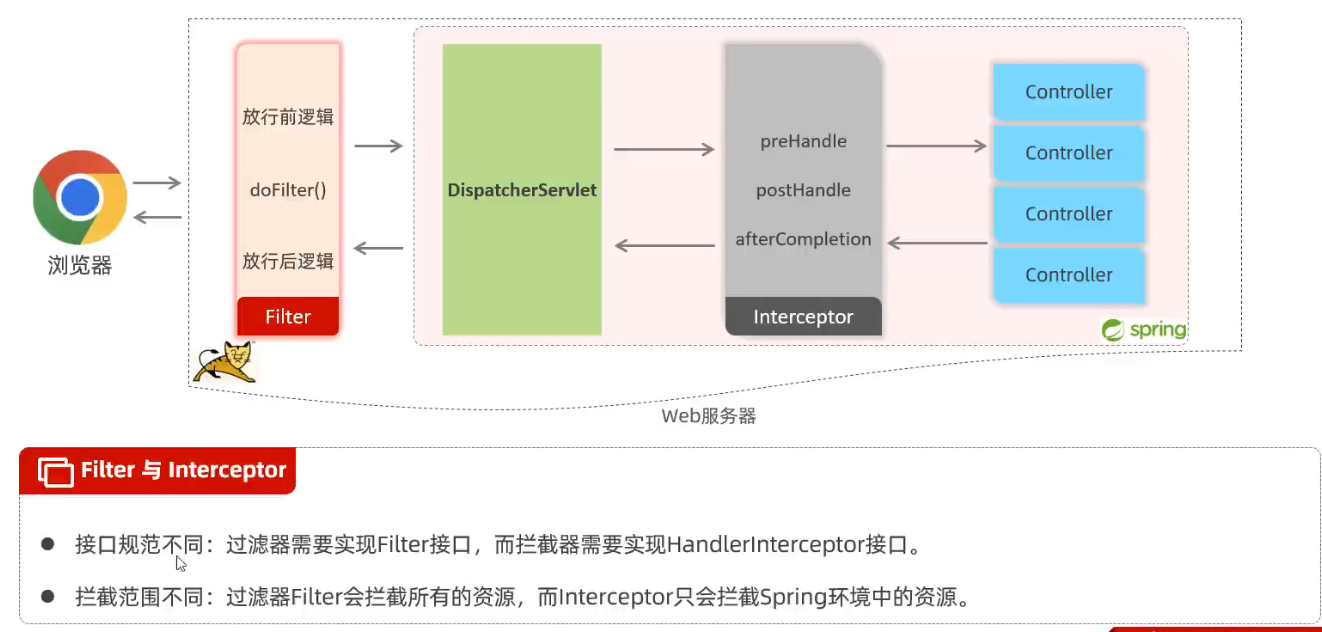 浏览器
放行前逻辑
doFilter()
放行后逻辑
Filter
DispatcherServlet
preHandle
postHandle
afterCompletion
Interceptor
Controller
Controller
Controller
Controller
spring
Web服务器
Filter 与 Interceptor
接口规范不同：过滤器需要实现Filter接口，而拦截器需要实现HandlerInterceptor接口。
拦截范围不同：过滤器Filter会拦截所有的资源，而Interceptor只会拦截Spring环境中的资源。